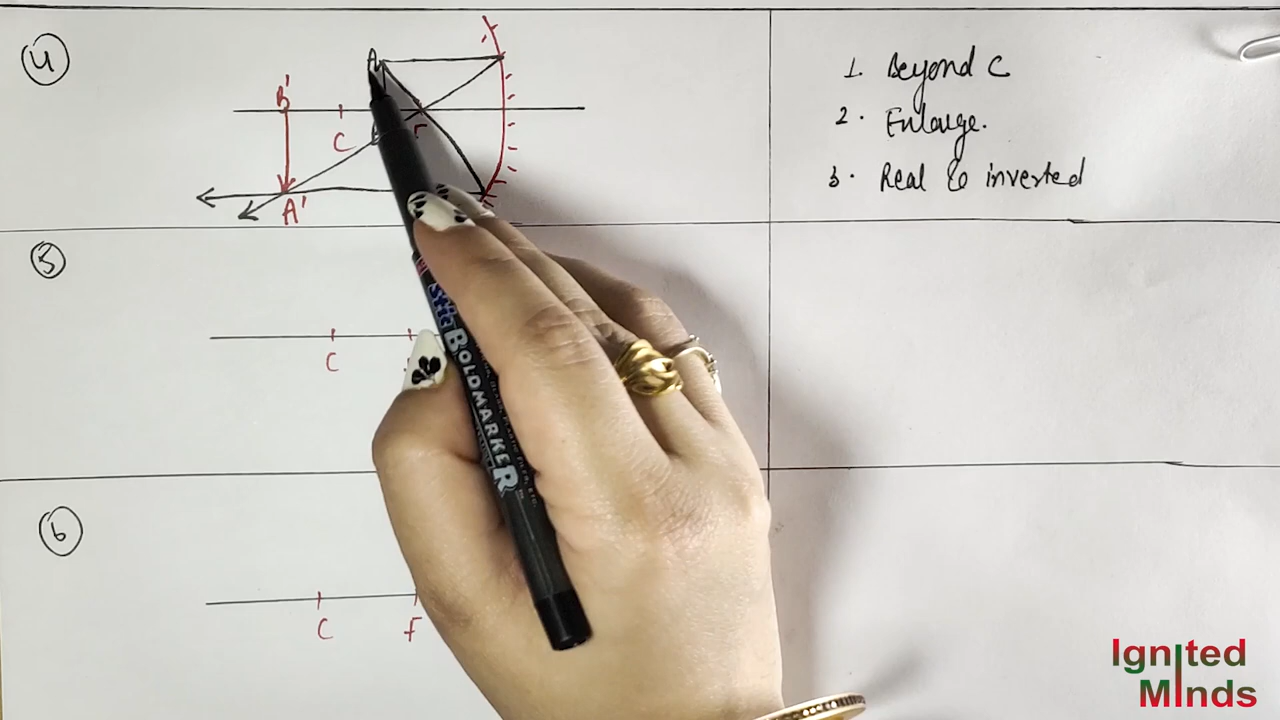 4
A
B'
C
F
A'
1. Beyond C
2. Enlarge.
3. Real & inverted
5
C
6
C
F
BOLDMARKER
Ignited
Minds